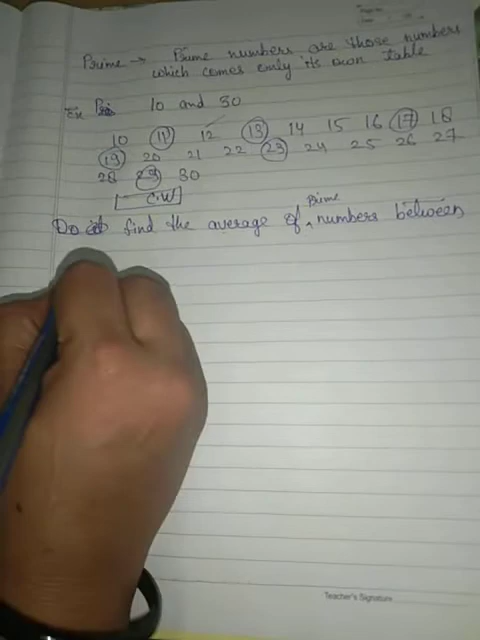 Prime → Prime numbers are those numbers
which comes only its own table
Ex 10 and 30
10 11 12 13 14 15 16 17 18
19 20 21 22 23 24 25 26 27
28 29 30
C.W
Do find the average of prime numbers between
Teacher's Signature